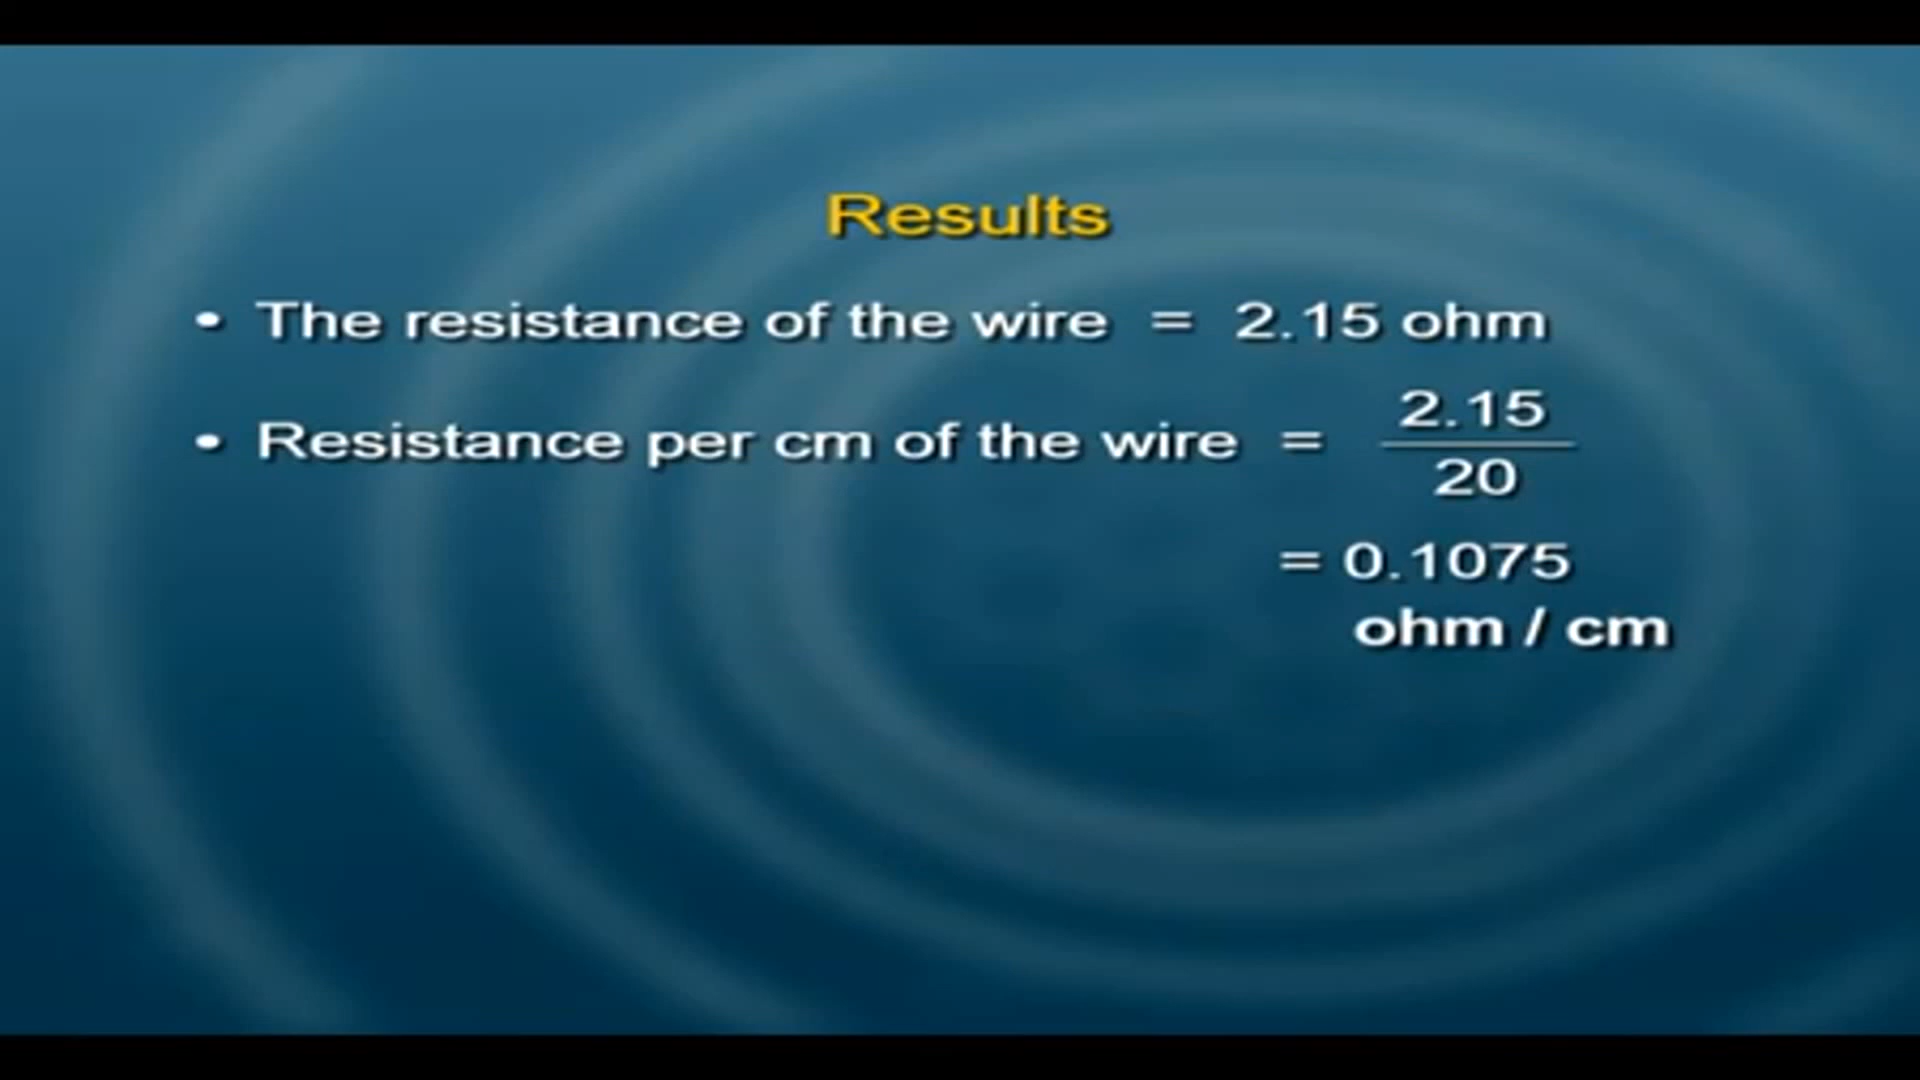 Results
• The resistance of the wire = 2.15 ohm
• Resistance per cm of the wire = 2.15
20
= 0.1075
ohm / cm